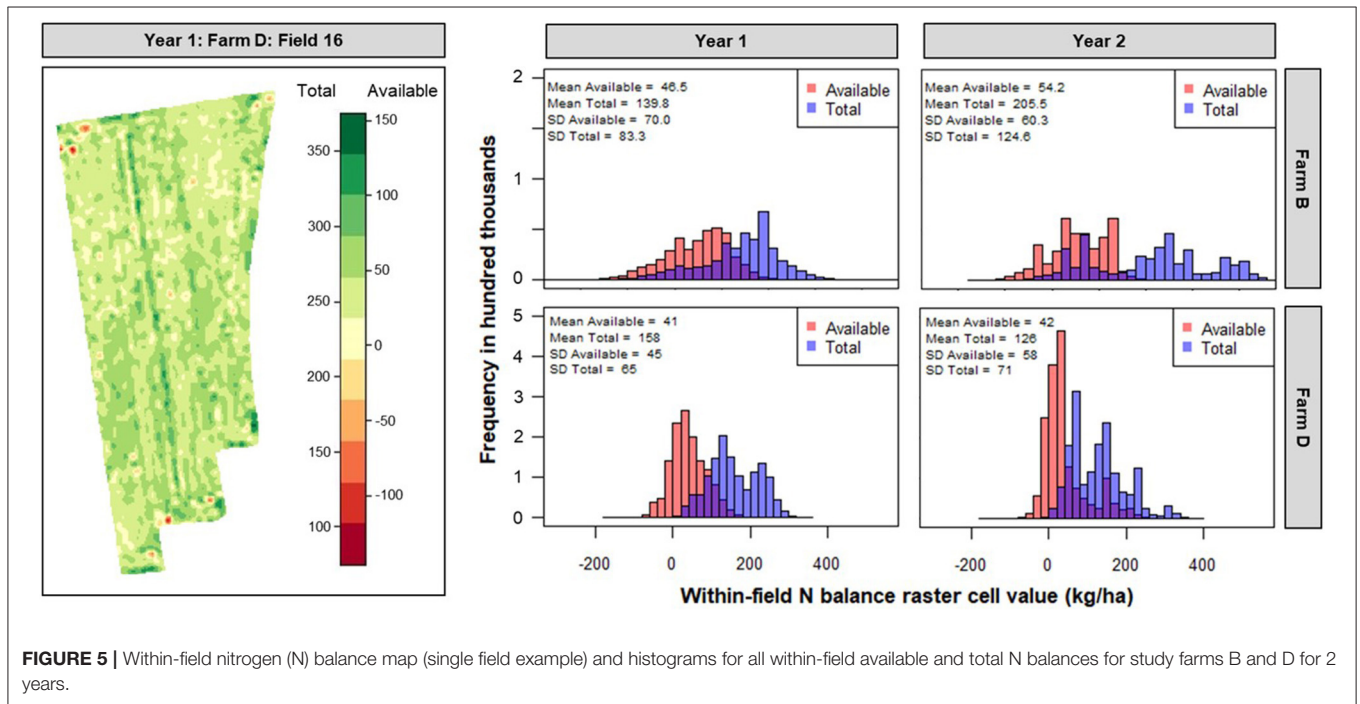 Year 1: Farm D: Field 16
Total Available
150
350
100
300
50
250
0
200
-50
150
-100
100
Year 1
Year 2
Frequency in hundred thousands
2
1
0
Mean Available = 46.5
Mean Total = 139.8
SD Available = 70.0
SD Total = 83.3
Available
Total
Mean Available = 54.2
Mean Total = 205.5
SD Available = 60.3
SD Total = 124.6
Available
Total
Farm B
5
4
3
2
1
0
Mean Available = 41
Mean Total = 158
SD Available = 45
SD Total = 65
Available
Total
Mean Available = 42
Mean Total = 126
SD Available = 58
SD Total = 71
Available
Total
Farm D
-200 0 200 400
-200 0 200 400
Within-field N balance raster cell value (kg/ha)
FIGURE 5 | Within-field nitrogen (N) balance map (single field example) and histograms for all within-field available and total N balances for study farms B and D for 2
years.